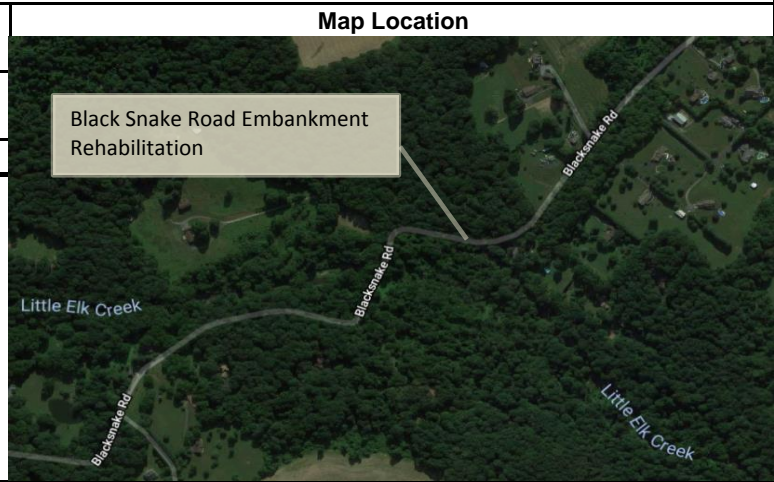 Map Location
Black Snake Road Embankment
Rehabilitation
Blacksnake Rd
Blacksnake Rd
Little Elk Creek
Blacksnake Rd
Little Elk Creek